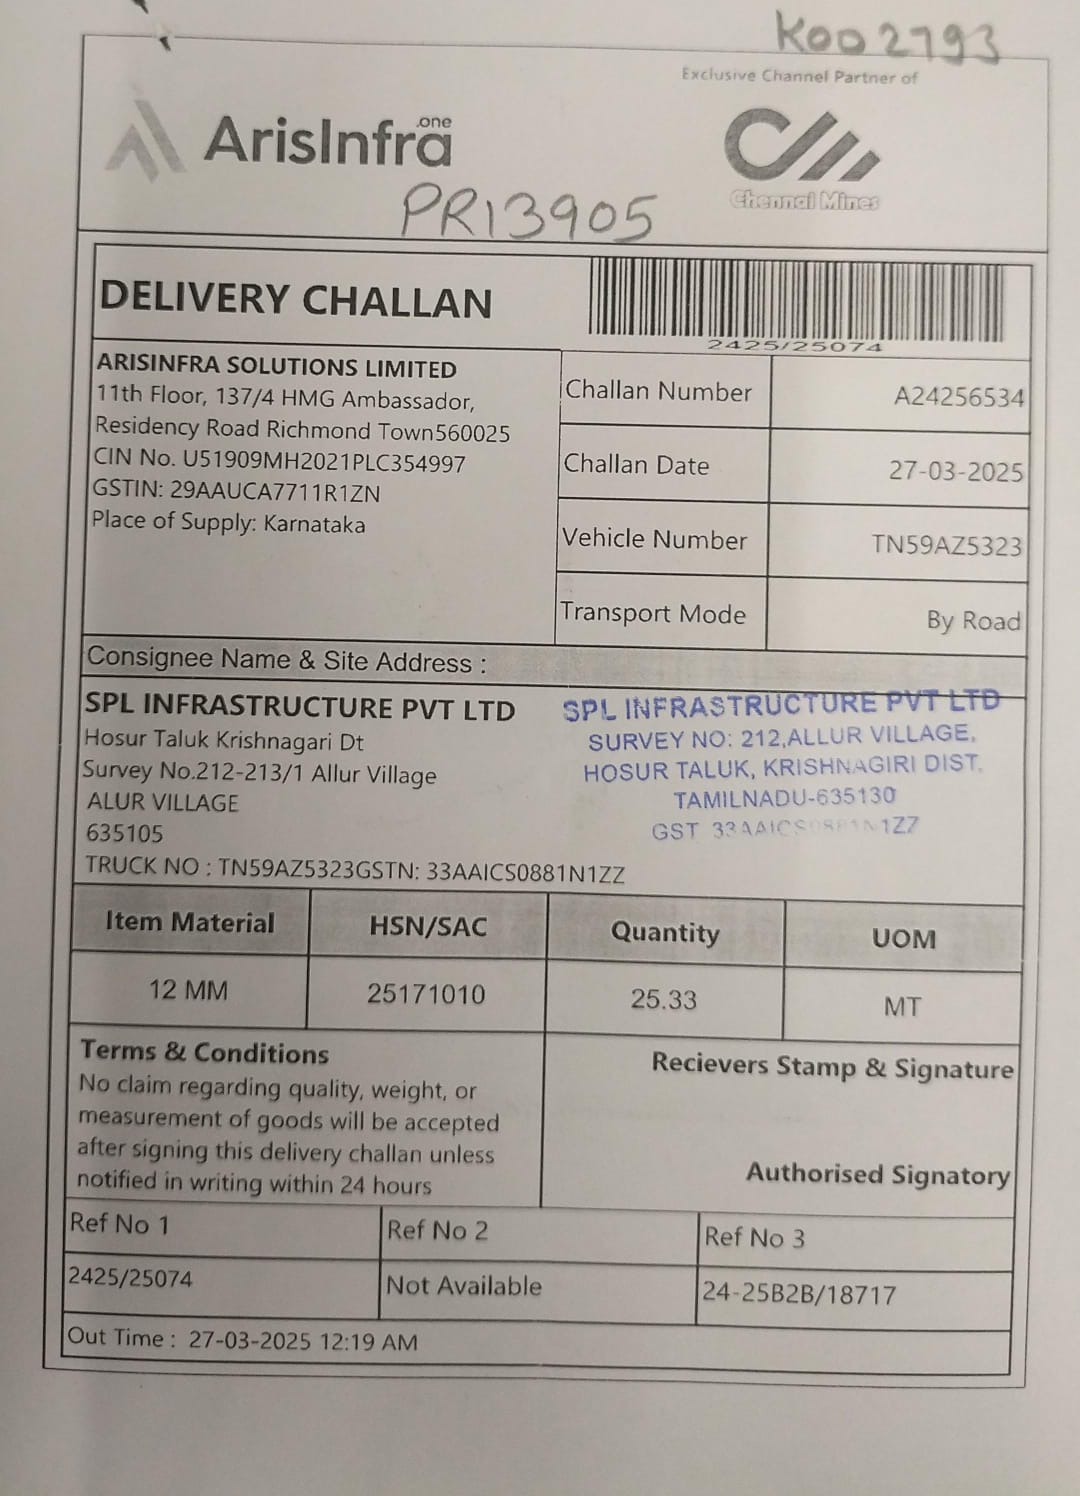 K002793
Exclusive Channel Partner of
ArisInfra.one
Chennai Mines
PR13905
DELIVERY CHALLAN
2425/25074
ARISINFRA SOLUTIONS LIMITED
11th Floor, 137/4 HMG Ambassador,
Residency Road Richmond Town560025
CIN No. U51909MH2021PLC354997
GSTIN: 29AAUCA7711R1ZN
Place of Supply: Karnataka
Challan Number A24256534
Challan Date 27-03-2025
Vehicle Number TN59AZ5323
Transport Mode By Road
Consignee Name & Site Address :
SPL INFRASTRUCTURE PVT LTD
Hosur Taluk Krishnagari Dt
Survey No.212-213/1 Allur Village
ALUR VILLAGE
635105
TRUCK NO : TN59AZ5323GSTN: 33AAICS0881N1ZZ
SPL INFRASTRUCTURE PVT LTD
SURVEY NO: 212,ALLUR VILLAGE,
HOSUR TALUK, KRISHNAGIRI DIST.
TAMILNADU-635130
GST 33AAICS0881N1ZZ
Item Material HSN/SAC Quantity UOM
12 MM 25171010 25.33 MT
Terms & Conditions
No claim regarding quality, weight, or
measurement of goods will be accepted
after signing this delivery challan unless
notified in writing within 24 hours
Recievers Stamp & Signature
Authorised Signatory
Ref No 1 Ref No 2 Ref No 3
2425/25074 Not Available 24-25B2B/18717
Out Time : 27-03-2025 12:19 AM